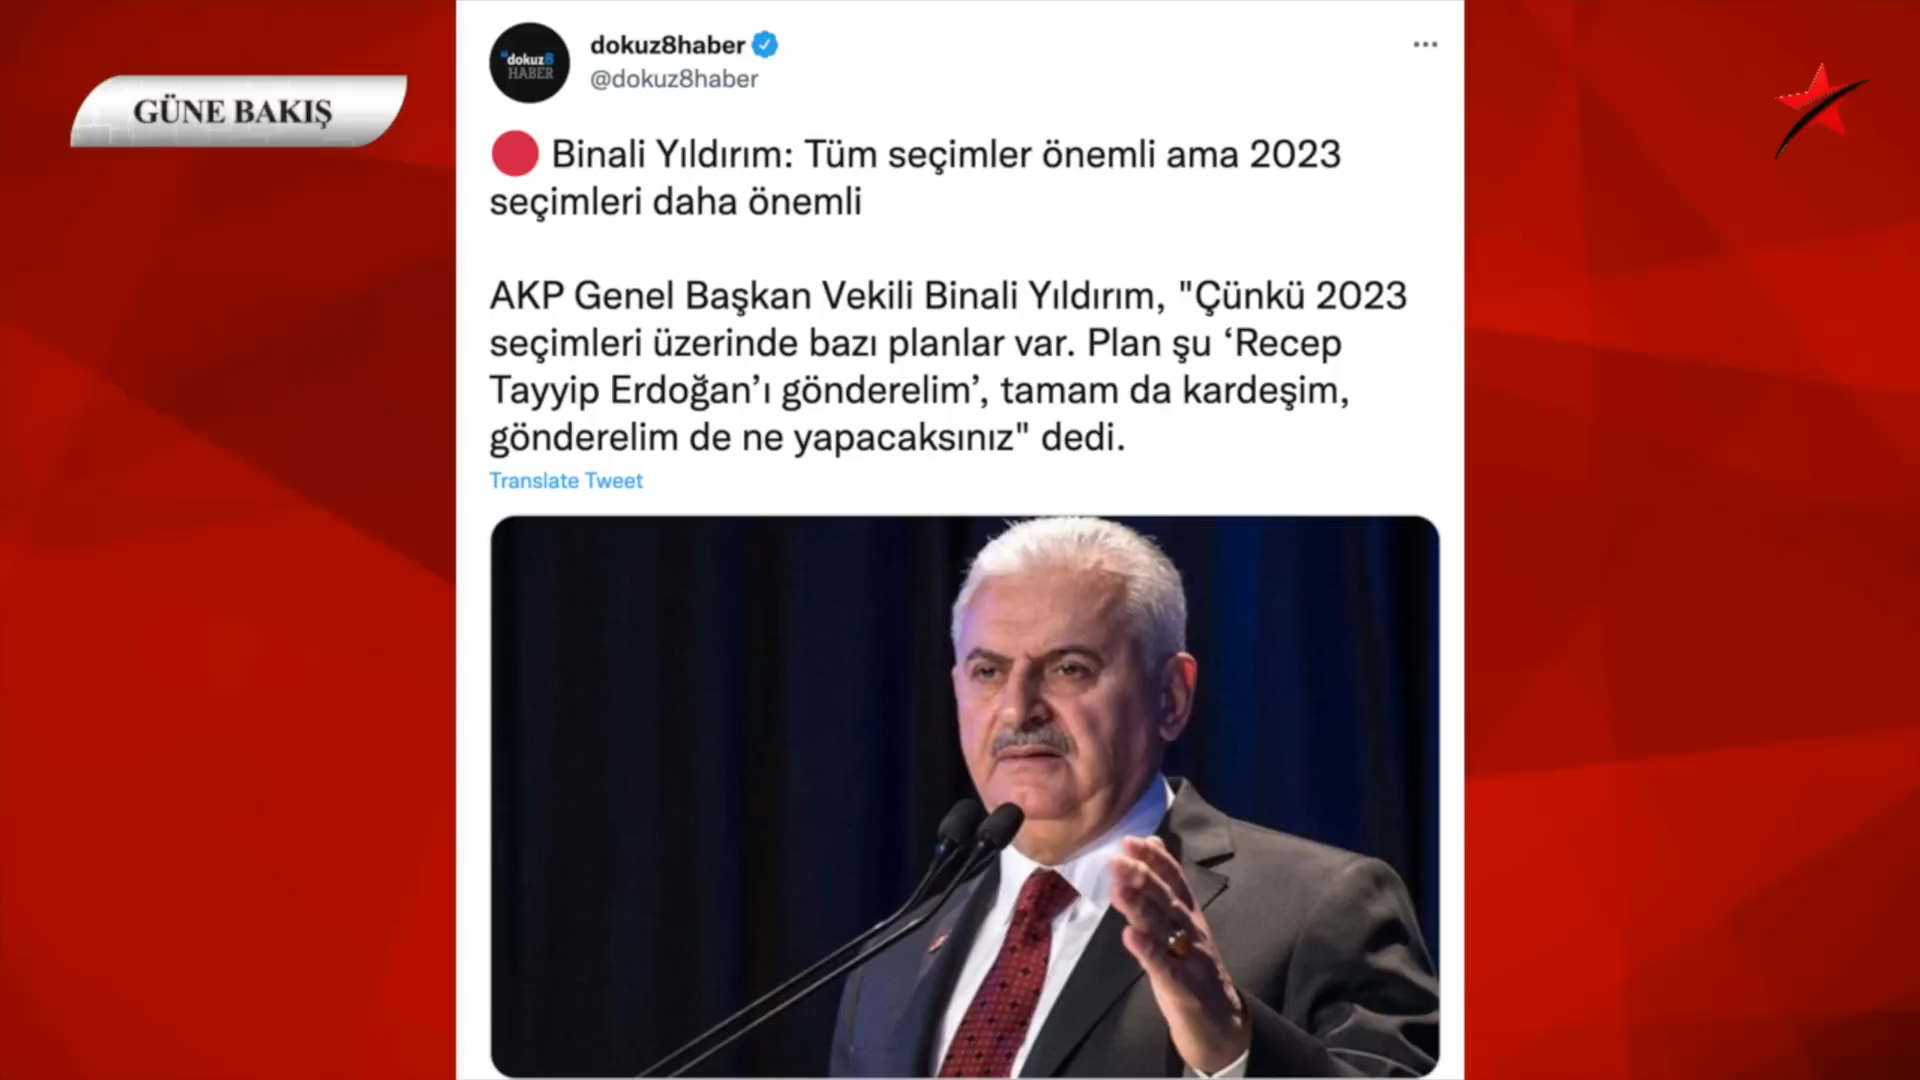 GÜNE BAKIŞ
"dokuz8
HABER
dokuz8haber
@dokuz8haber
Binali Yıldırım: Tüm seçimler önemli ama 2023
seçimleri daha önemli
AKP Genel Başkan Vekili Binali Yıldırım, "Çünkü 2023
seçimleri üzerinde bazı planlar var. Plan şu ‘Recep
Tayyip Erdoğan’ı gönderelim’, tamam da kardeşim,
gönderelim de ne yapacaksınız" dedi.
Translate Tweet